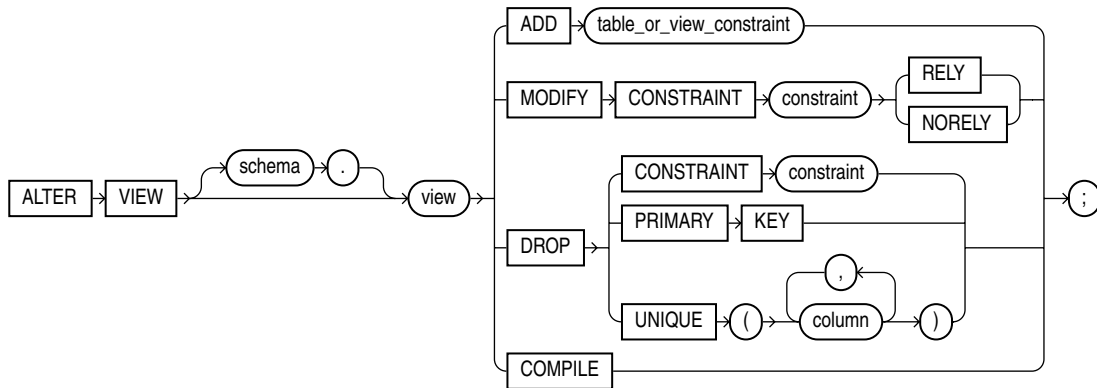 ADD table_or_view_constraint
MODIFY CONSTRAINT constraint RELY
NORELY
ALTER VIEW schema . view
DROP CONSTRAINT constraint
PRIMARY KEY
UNIQUE ( column , )
COMPILE
;